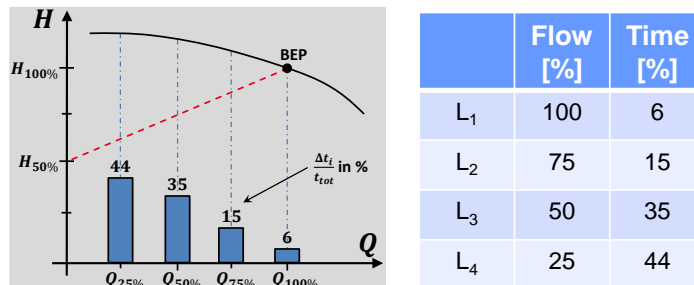 H
BEP
H100%
H50%
44
35
Δti/ttot in %
15
6
Q
Q25% Q50% Q75% Q100%
Flow [%] Time [%]
L1 100 6
L2 75 15
L3 50 35
L4 25 44